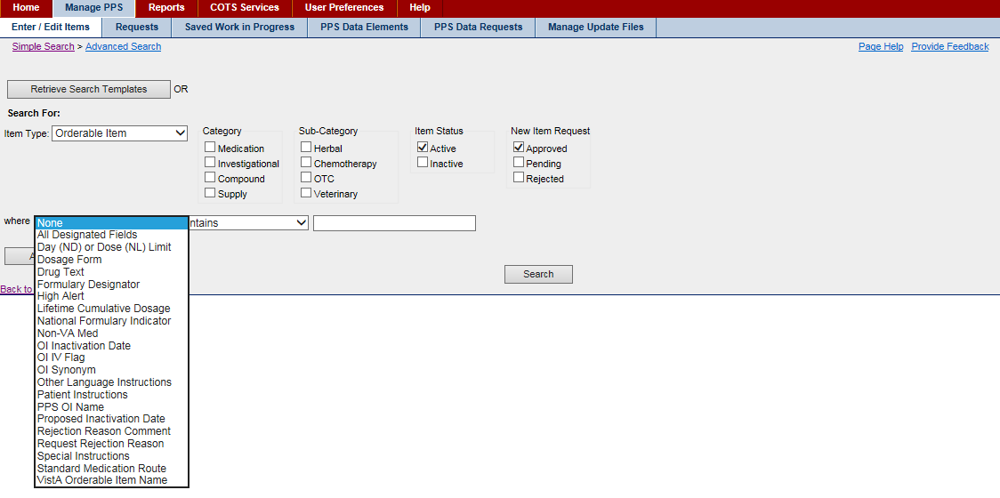 Home Manage PPS Reports COTS Services User Preferences Help
Enter / Edit Items Requests Saved Work in Progress PPS Data Elements PPS Data Requests Manage Update Files
Simple Search > Advanced Search Page Help Provide Feedback
Retrieve Search Templates OR
Search For:
Item Type: Orderable Item
Category
Medication
Investigational
Compound
Supply
Sub-Category
Herbal
Chemotherapy
OTC
Veterinary
Item Status
Active
Inactive
New Item Request
Approved
Pending
Rejected
where None ntains
All Designated Fields
Day (ND) or Dose (NL) Limit
Dosage Form
Drug Text
Formulary Designator
High Alert
Lifetime Cumulative Dosage
National Formulary Indicator
Non-VA Med
OI Inactivation Date
OI IV Flag
OI Synonym
Other Language Instructions
Patient Instructions
PPS OI Name
Proposed Inactivation Date
Rejection Reason Comment
Request Rejection Reason
Special Instructions
Standard Medication Route
VistA Orderable Item Name
Search
Back to